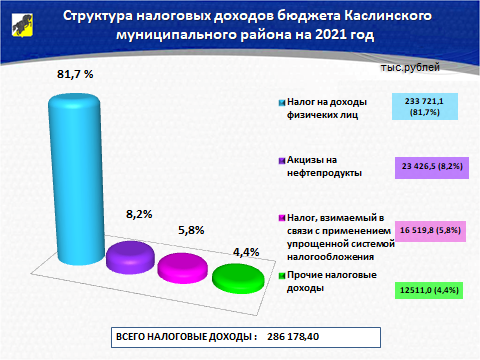 Структура налоговых доходов бюджета Каслинского
муниципального района на 2021 год
тыс.рублей
81,7 %
8,2%
5,8%
4,4%
Налог на доходы
физичеких лиц
233 721,1
(81,7%)
Акцизы на
нефтепродукты
23 426,5 (8,2%)
Налог, взимаемый в
связи с применением
упрощенной системой
налогообложения
16 519,8 (5,8%)
Прочие налоговые
доходы
12511,0 (4,4%)
ВСЕГО НАЛОГОВЫЕ ДОХОДЫ : 286 178,40